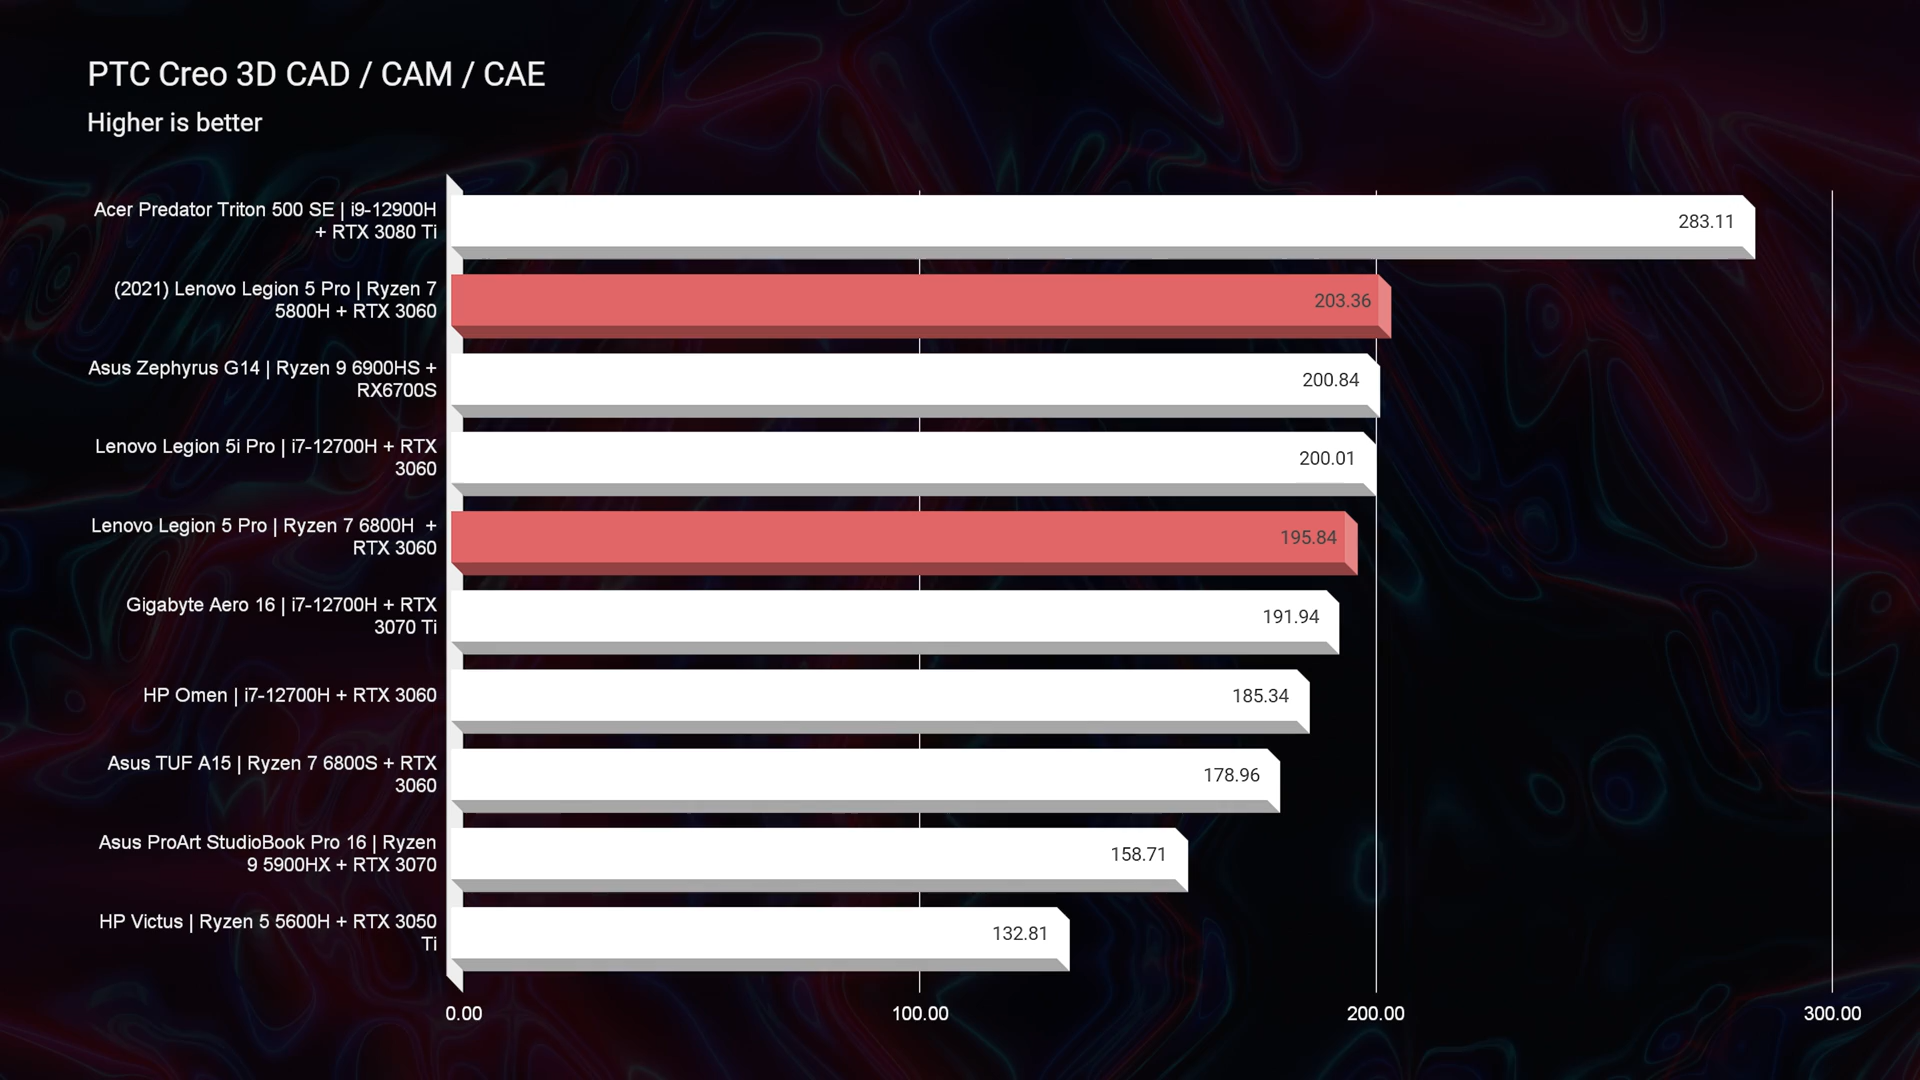 PTC Creo 3D CAD / CAM / CAE
Higher is better
Acer Predator Triton 500 SE | i9-12900H
+ RTX 3080 Ti
283.11
(2021) Lenovo Legion 5 Pro | Ryzen 7
5800H + RTX 3060
203.36
Asus Zephyrus G14 | Ryzen 9 6900HS +
RX6700S
200.84
Lenovo Legion 5i Pro | i7-12700H + RTX
3060
200.01
Lenovo Legion 5 Pro | Ryzen 7 6800H  +
RTX 3060
195.84
Gigabyte Aero 16 | i7-12700H + RTX
3070 Ti
191.94
HP Omen | i7-12700H + RTX 3060
185.34
Asus TUF A15 | Ryzen 7 6800S + RTX
3060
178.96
Asus ProArt StudioBook Pro 16 | Ryzen
9 5900HX + RTX 3070
158.71
HP Victus | Ryzen 5 5600H + RTX 3050
Ti
132.81
0.00 100.00 200.00 300.00